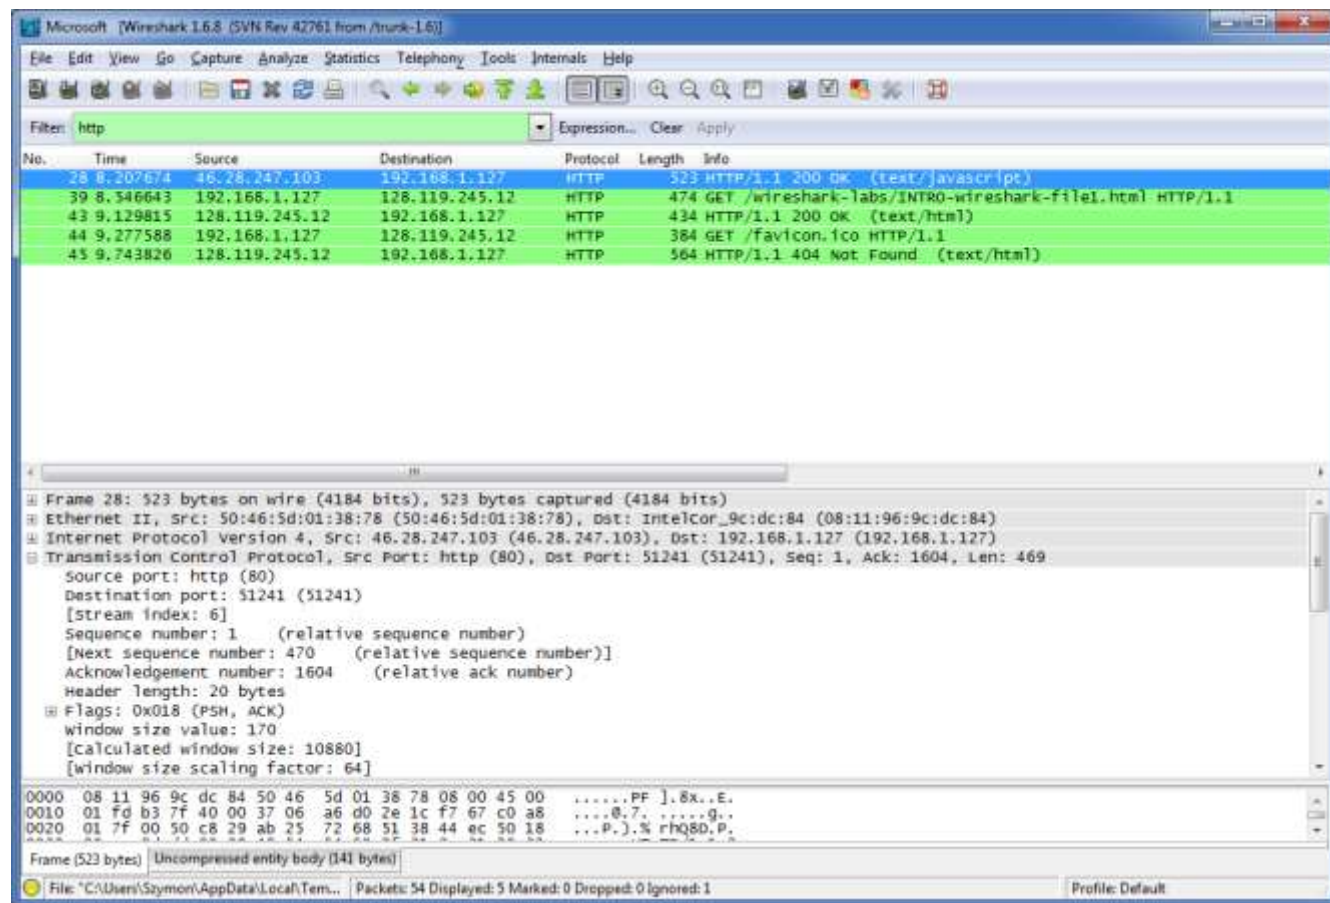 Microsoft [Wireshark 1.6.8 (SVN Rev 42761 from /trunk-1.6)]
File Edit View Go Capture Analyze Statistics Telephony Tools Internals Help
Filter: http Expression... Clear Apply
No. Time Source Destination Protocol Length Info
28 8.207674 46.28.247.103 192.168.1.127 HTTP 523 HTTP/1.1 200 OK (text/javascript)
39 8.546643 192.168.1.127 128.119.245.12 HTTP 474 GET /wireshark-labs/INTRO-wireshark-file1.html HTTP/1.1
43 9.129815 128.119.245.12 192.168.1.127 HTTP 434 HTTP/1.1 200 OK (text/html)
44 9.277588 192.168.1.127 128.119.245.12 HTTP 384 GET /favicon.ico HTTP/1.1
45 9.743826 128.119.245.12 192.168.1.127 HTTP 564 HTTP/1.1 404 Not Found (text/html)
Frame 28: 523 bytes on wire (4184 bits), 523 bytes captured (4184 bits)
Ethernet II, Src: 50:46:5d:01:38:78 (50:46:5d:01:38:78), Dst: IntelCor_9c:dc:84 (08:11:96:9c:dc:84)
Internet Protocol Version 4, Src: 46.28.247.103 (46.28.247.103), Dst: 192.168.1.127 (192.168.1.127)
Transmission Control Protocol, Src Port: http (80), Dst Port: 51241 (51241), Seq: 1, Ack: 1604, Len: 469
Source port: http (80)
Destination port: 51241 (51241)
[Stream index: 6]
Sequence number: 1 (relative sequence number)
[Next sequence number: 470 (relative sequence number)]
Acknowledgement number: 1604 (relative ack number)
Header length: 20 bytes
Flags: 0x018 (PSH, ACK)
Window size value: 170
[Calculated window size: 10880]
[Window size scaling factor: 64]
0000 08 11 96 9c dc 84 50 46 5d 01 38 78 08 00 45 00 ......PF ].8x..E.
0010 01 fd b3 7f 40 00 37 06 a6 d0 2e 1c f7 67 c0 a8 ....@.7. .....g..
0020 01 7f 00 50 c8 29 ab 25 72 68 51 38 44 ec 50 18 ...P.).% rhQ8D.P.
Frame (523 bytes) Uncompressed entity body (141 bytes)
File: "C:\Users\Szymon\AppData\Local\Tem... Packets: 54 Displayed: 5 Marked: 0 Dropped: 0 Ignored: 1 Profile: Default